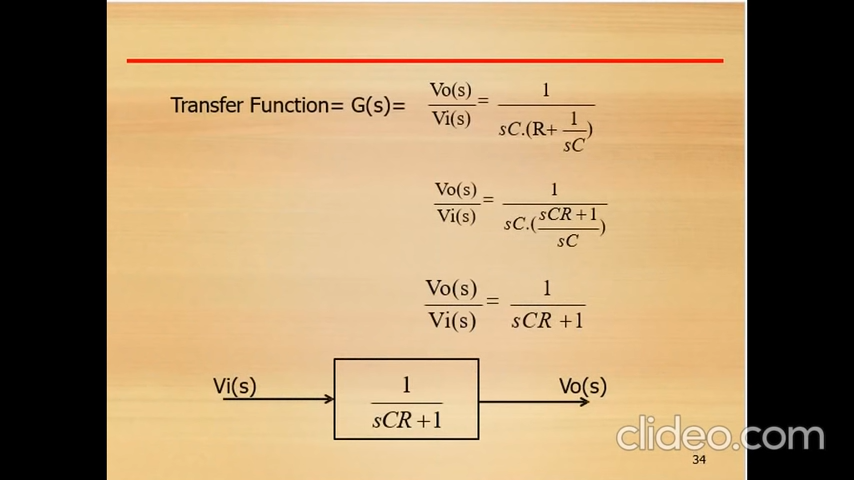 Transfer Function= G(s)= Vo(s)/Vi(s) = 1/sC.(R+ 1/sC)
Vo(s)/Vi(s) = 1/sC.(sCR+1/sC)
Vo(s)/Vi(s) = 1/sCR+1
Vi(s) 1/sCR+1 Vo(s)
clideo.com
34